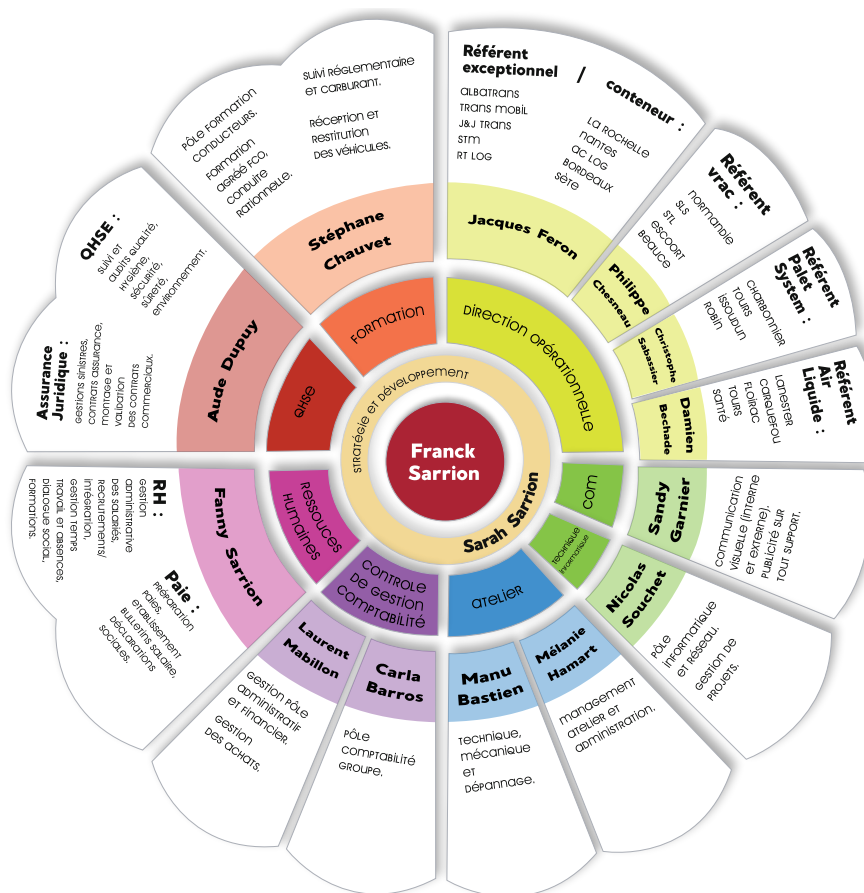 Franck
Sarrion
STRATÉGIE ET DÉVELOPPEMENT
Sarah Sarrion
DIRECTION OPÉRATIONNELLE
Jacques Feron
Référent
exceptionnel / conteneur :
ALBATRANS
TRANS MOBIL
J&J TRANS
STM
RT LOG
LA ROCHELLE
NANTES
AC LOG
BORDEAUX
SÈTE
Philippe
Chesneau
Référent
vrac :
NORMANDIE
SLS
STL
ESCOORT
BEAUCE
Christophe
Sabassier
Référent
Palet
System :
CHARBONNIER
TOURS
ISSOUDUN
ROBIN
Damien
Bechade
Référent
Air
Liquide :
LANESTER
CARQUEFOU
FLOIRAC
TOURS
SANTÉ
COM
Sandy
Garnier
COMMUNICATION
VISUELLE (INTERNE
ET EXTERNE).
PUBLICITÉ SUR
TOUT SUPPORT.
TECHNIQUE
INFORMATIQUE
Nicolas
Souchet
PÔLE
INFORMATIQUE
ET RÉSEAU.
GESTION DE
PROJETS.
ATELIER
Mélanie
Hamart
MANAGEMENT
ATELIER ET
ADMINISTRATION.
Manu
Bastien
TECHNIQUE,
MÉCANIQUE
ET
DÉPANNAGE.
CONTROLE
DE GESTION
COMPTABILITÉ
Carla
Barros
PÔLE
COMPTABILITÉ
GROUPE.
Laurent
Mabillon
GESTION PÔLE
ADMINISTRATIF
ET FINANCIER.
GESTION
DES ACHATS.
RESSOUCES
HUMAINES
Fanny Sarrion
Paie :
PRÉPARATION
PAIES,
ETABLISSEMENT
BULLETINS SALAIRE,
DÉCLARATIONS
SOCIALES.
RH :
GESTION
ADMINISTRATIVE
DES SALARIÉS,
RECRUTEMENTS/
INTÉGRATION,
GESTION TEMPS
TRAVAIL ET ABSENCES,
DIALOGUE SOCIAL,
FORMATIONS.
QHSE
Aude Dupuy
Assurance
Juridique :
GESTIONS SINISTRES,
CONTRATS ASSURANCE,
MONTAGE ET
VALIDATION
DES CONTRATS
COMMERCIAUX.
QHSE :
SUIVI ET
AUDITS QUALITÉ,
HYGIÈNE,
SÉCURITÉ,
SÛRETÉ,
ENVIRONNEMENT.
FORMATION
Stéphane
Chauvet
PÔLE FORMATION
CONDUCTEURS.
FORMATION
AGRÉÉ FCO,
CONDUITE
RATIONNELLE.
SUIVI RÉGLEMENTAIRE
ET CARBURANT.
RÉCEPTION ET
RESTITUTION
DES VÉHICULES.